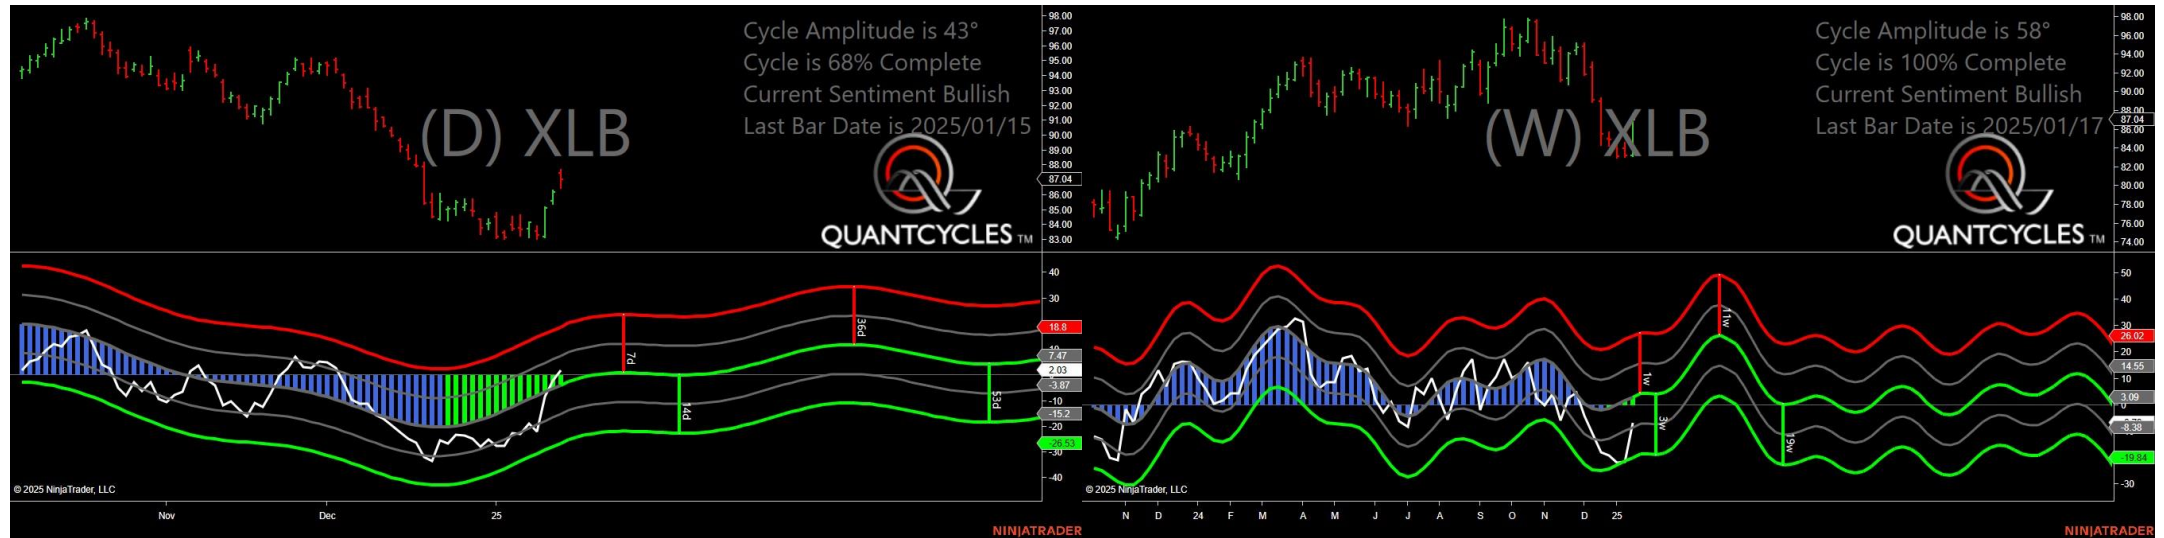 Cycle Amplitude is 43°
Cycle is 68% Complete
Current Sentiment Bullish
Last Bar Date is 2025/01/15
(D) XLB
QUANTCYCLES TM
98.00
97.00
96.00
95.00
94.00
93.00
92.00
91.00
90.00
89.00
88.00
87.04
86.00
85.00
84.00
83.00
40
30
18.8
7.47
2.03
-3.87
-10
-15.2
-20
-26.53
-30
-40
7d
14d
36d
53d
© 2025 NinjaTrader, LLC
Nov
Dec
25
NINJATRADER
Cycle Amplitude is 58°
Cycle is 100% Complete
Current Sentiment Bullish
Last Bar Date is 2025/01/17
(W) XLB
QUANTCYCLES TM
98.00
96.00
94.00
92.00
90.00
88.00
87.04
86.00
84.00
82.00
80.00
78.00
76.00
74.00
50
40
30
26.02
20
14.55
10
3.09
-8.38
-19.84
-30
1w
3w
11w
19w
© 2025 NinjaTrader, LLC
N D 24 F M A M J J A S O N D 25
NINJATRADER